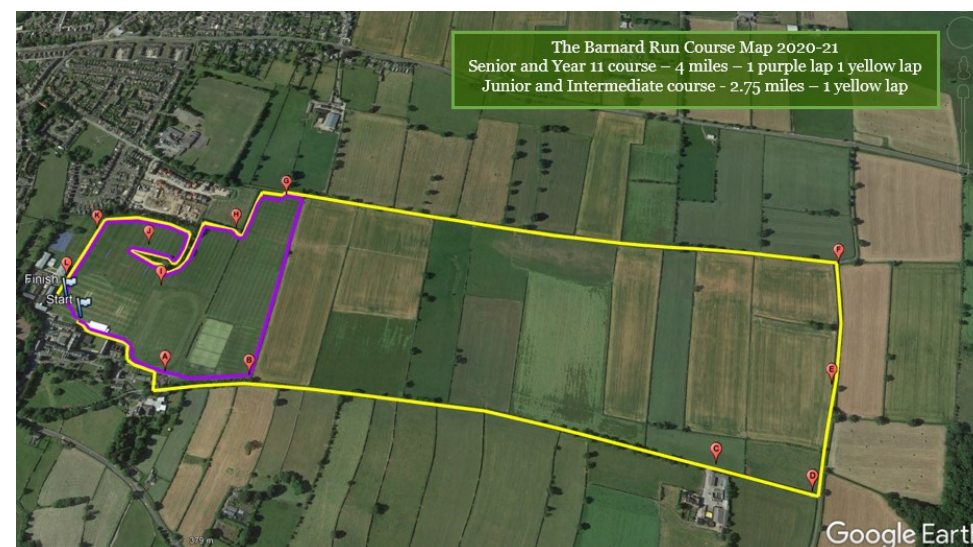 The Barnard Run Course Map 2020-21
Senior and Year 11 course – 4 miles – 1 purple lap 1 yellow lap
Junior and Intermediate course - 2.75 miles – 1 yellow lap
G
K
H
J
F
L
I
Finish
Start
A
B
E
C
D
379 m
Google Earth